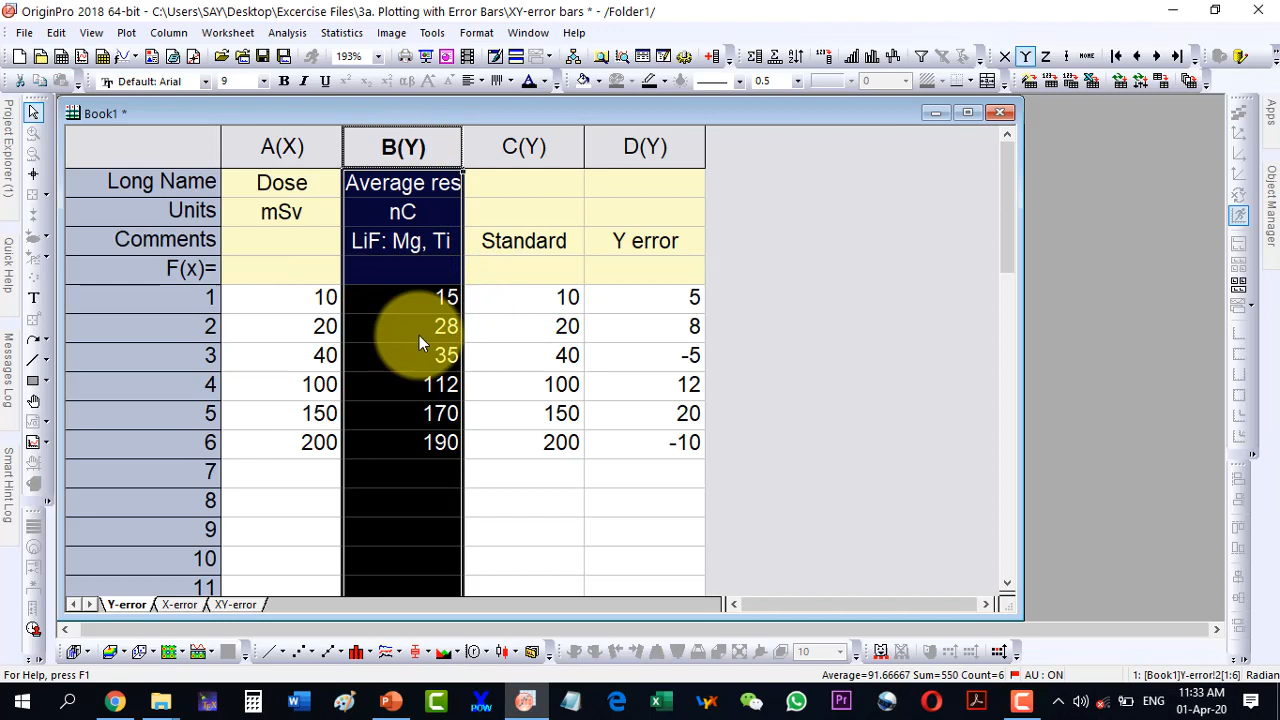 OriginPro 2018 64-bit - C:\Users\SAY\Desktop\Excercise Files\3a. Plotting with Error Bars\XY-error bars * - /Folder1/
File Edit View Plot Column Worksheet Analysis Statistics Image Tools Format Window Help
193% X Y Z MORE
Default: Arial 9 B I U 0.5 0
Project Explorer (1)
Quick Help
Messages Log
Smart Hint Log
Apps
Object Manager
Book1 *
A(X) B(Y) C(Y) D(Y)
Long Name Dose Average res
Units mSv nC
Comments LiF: Mg, Ti Standard Y error
F(x)=
1 10 15 10 5
2 20 28 20 8
3 40 35 40 -5
4 100 112 100 12
5 150 170 150 20
6 200 190 200 -10
7
8
9
10
11
Y-error X-error XY-error
10
For Help, press F1 Average=91.66667 Sum=550 Count=6 AU : ON 1: [Book1]Y-error!2[1:6] Radian
11:33 AM
01-Apr-20